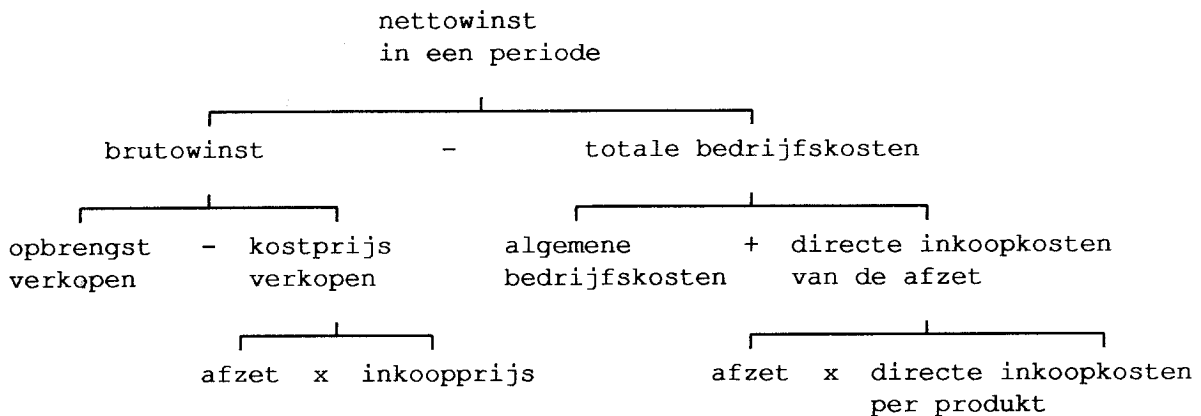 nettowinst
in een periode
brutowinst - totale bedrijfskosten
opbrengst - kostprijs algemene + directe inkoopkosten
verkopen verkopen bedrijfskosten van de afzet
afzet x inkoopprijs afzet x directe inkoopkosten
per produkt